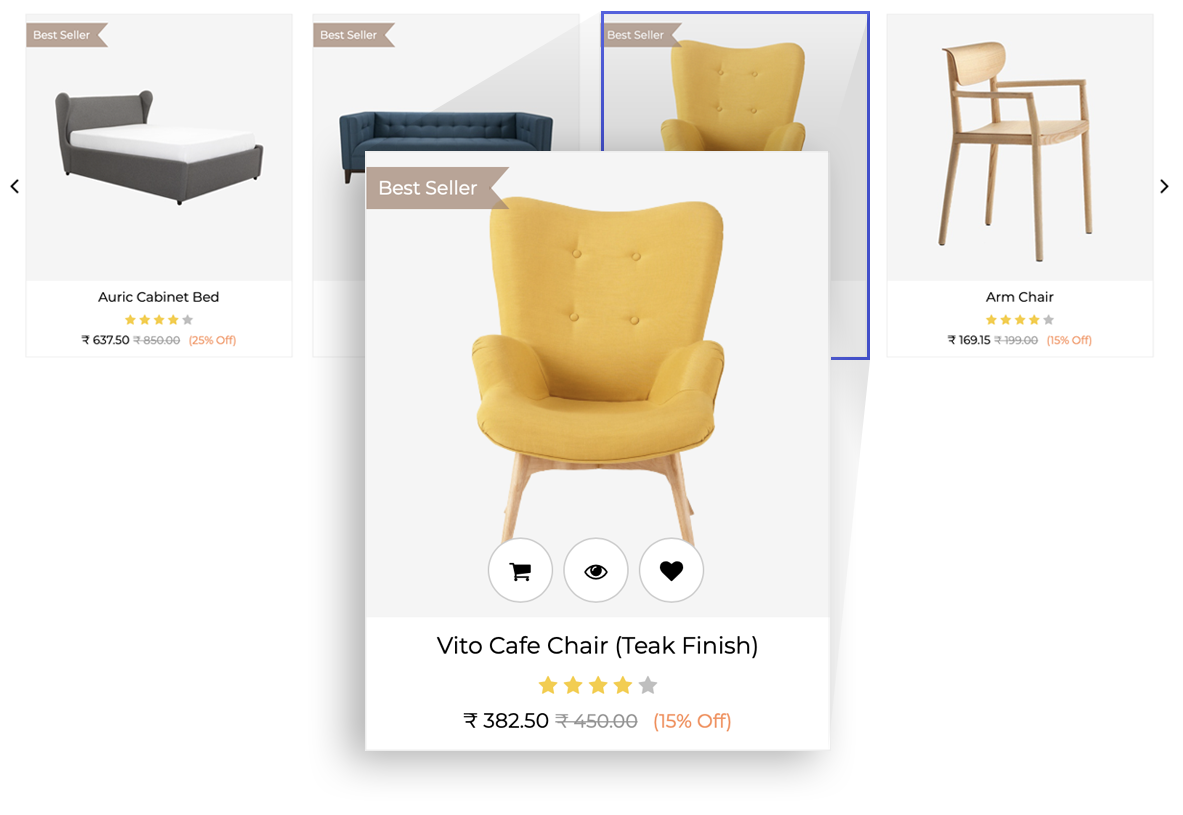 Best Seller
Best Seller
Best Seller
Auric Cabinet Bed
₹ 637.50 ₹ 850.00 (25% Off)
Arm Chair
₹ 169.15 ₹ 199.00 (15% Off)
Best Seller
Vito Cafe Chair (Teak Finish)
₹ 382.50 ₹ 450.00 (15% Off)